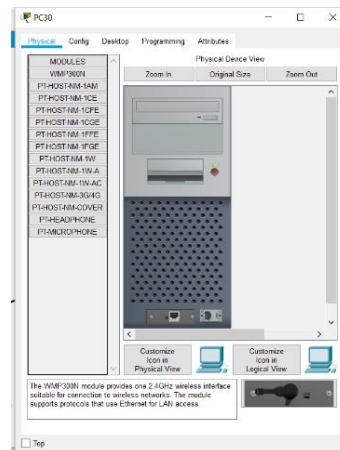 PC30
Physical Config Desktop Programming Attributes
MODULES
WMP300N
PT-HOST-NM-1AM
PT-HOST-NM-1CE
PT-HOST-NM-1CFE
PT-HOST-NM-1CGE
PT-HOST-NM-1FFE
PT-HOST-NM-1FGE
PT-HOST-NM-1W
PT-HOST-NM-1W-A
PT-HOST-NM-1W-AC
PT-HOST-NM-3G/4G
PT-HOST-NM-COVER
PT-HEADPHONE
PT-MICROPHONE
Physical Device View
Zoom In Original Size Zoom Out
Customize
Icon in
Physical View
Customize
Icon in
Logical View
The WMP300N module provides one 2.4GHz wireless interface
suitable for connection to wireless networks. The module
supports protocols that use Ethernet for LAN access.
Top